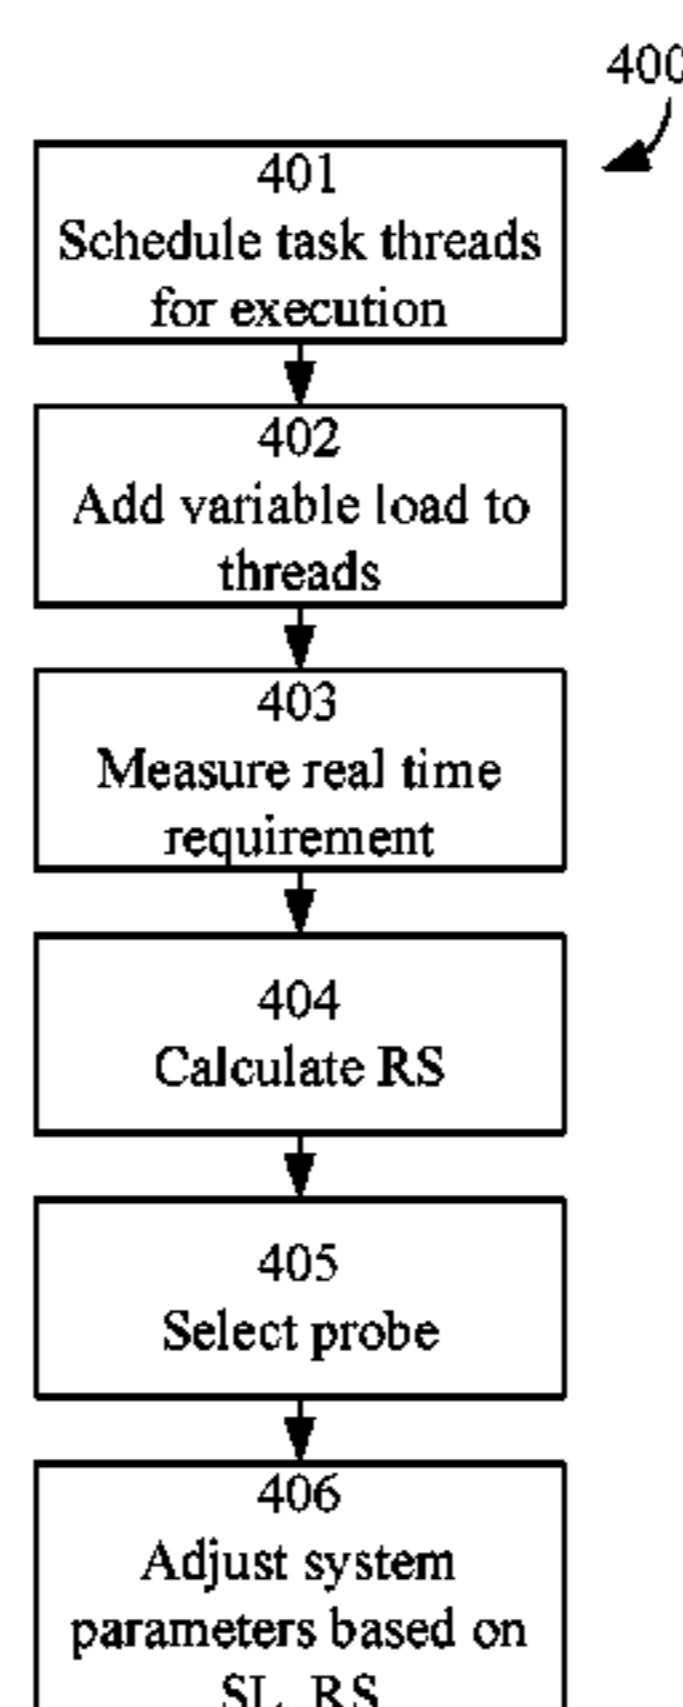 400
401
Schedule task threads
for execution
402
Add variable load to
threads
403
Measure real time
requirement
404
Calculate RS
405
Select probe
406
Adjust system
parameters based on
SL_RS